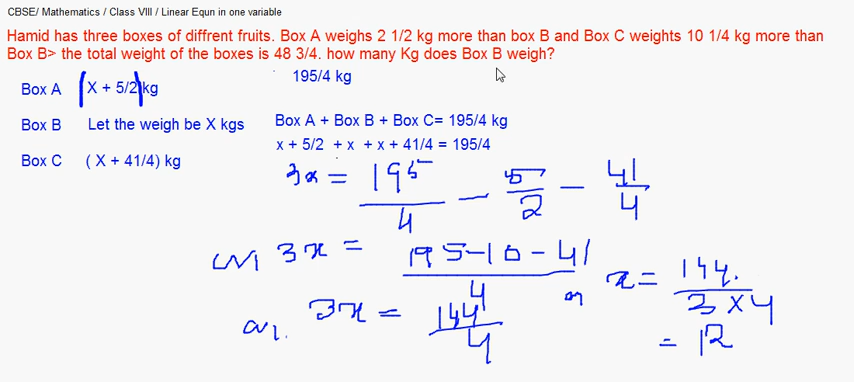 CBSE/ Mathematics / Class VIII / Linear Equn in one variable
Hamid has three boxes of diffrent fruits. Box A weighs 2 1/2 kg more than box B and Box C weights 10 1/4 kg more than
Box B> the total weight of the boxes is 48 3/4. how many Kg does Box B weigh?
Box A (X + 5/2)kg 195/4 kg
Box B Let the weigh be X kgs Box A + Box B + Box C= 195/4 kg
x + 5/2 + x + x + 41/4 = 195/4
Box C ( X + 41/4) kg
3x = 195/4 - 5/2 - 41/4
or 3x = 195-10-41/4
or x = 144/3×4
or. 3x = 144/4
= 12